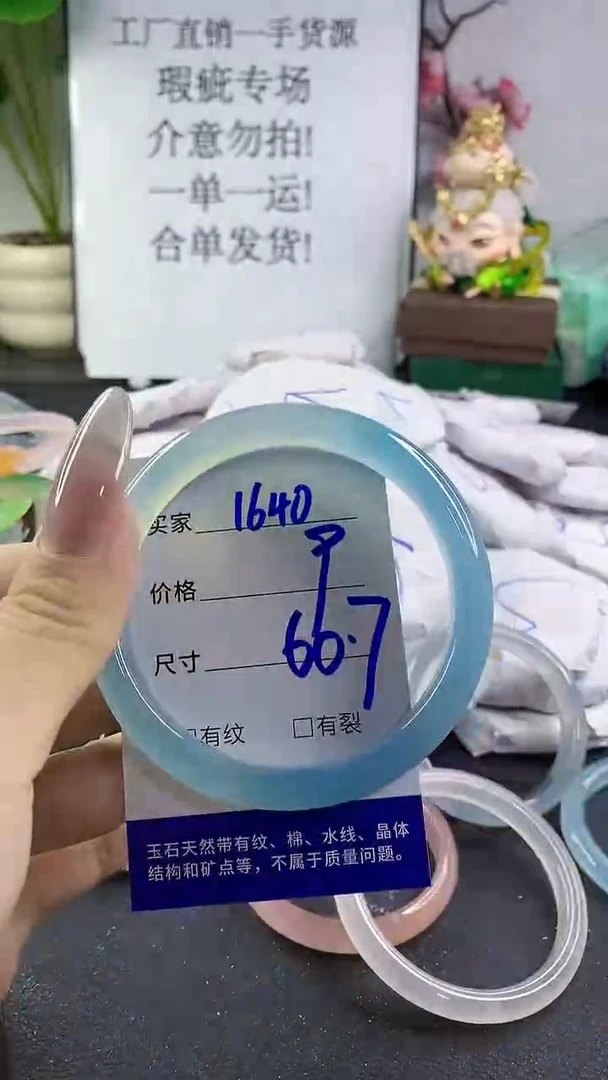 工厂直销一手货源
瑕疵专场
介意勿拍!
一单一运!
合单发货!
买家 1640
价格
尺寸 60.7
有纹 □有裂
玉石天然带有纹、棉、水线、晶体
结构和矿点等，不属于质量问题。